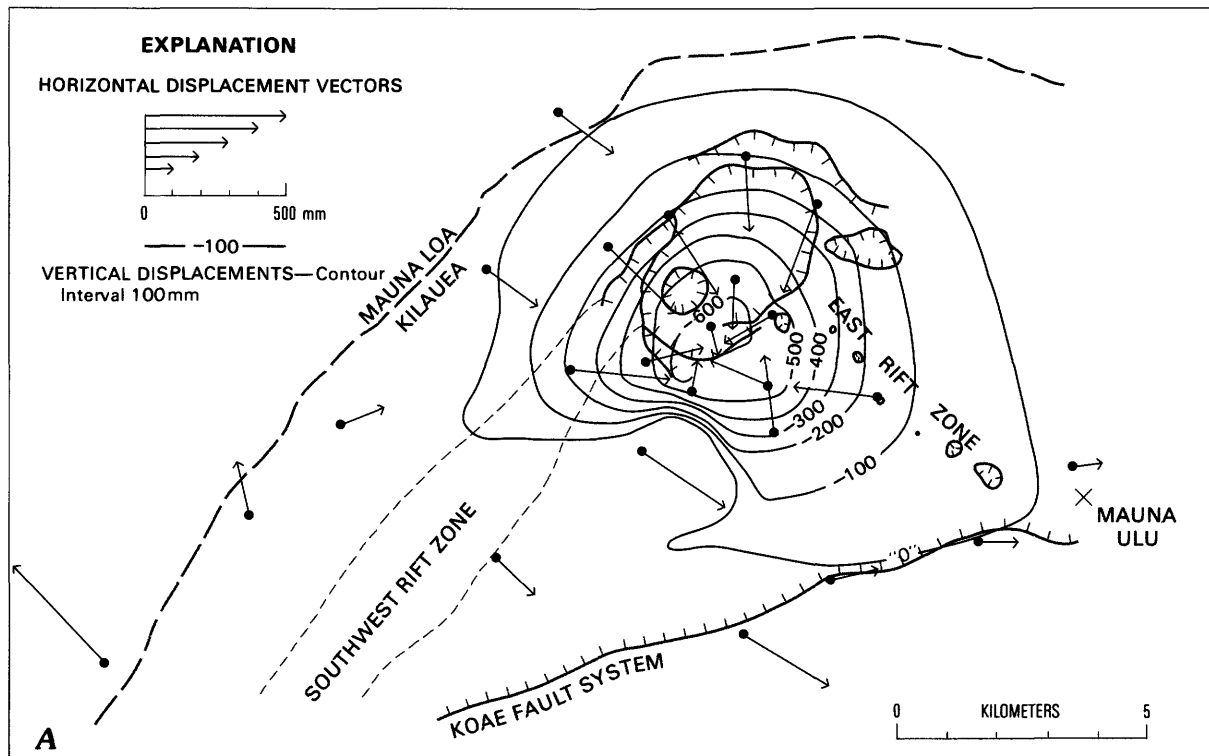 EXPLANATION
HORIZONTAL DISPLACEMENT VECTORS
0 500 mm
-100
VERTICAL DISPLACEMENTS—Contour
Interval 100mm
MAUNA LOA
KILAUEA
-600
-500
-400
-300
-200
-100
"0"
EAST RIFT ZONE
MAUNA
ULU
SOUTHWEST RIFT ZONE
KOAE FAULT SYSTEM
0 KILOMETERS 5
A